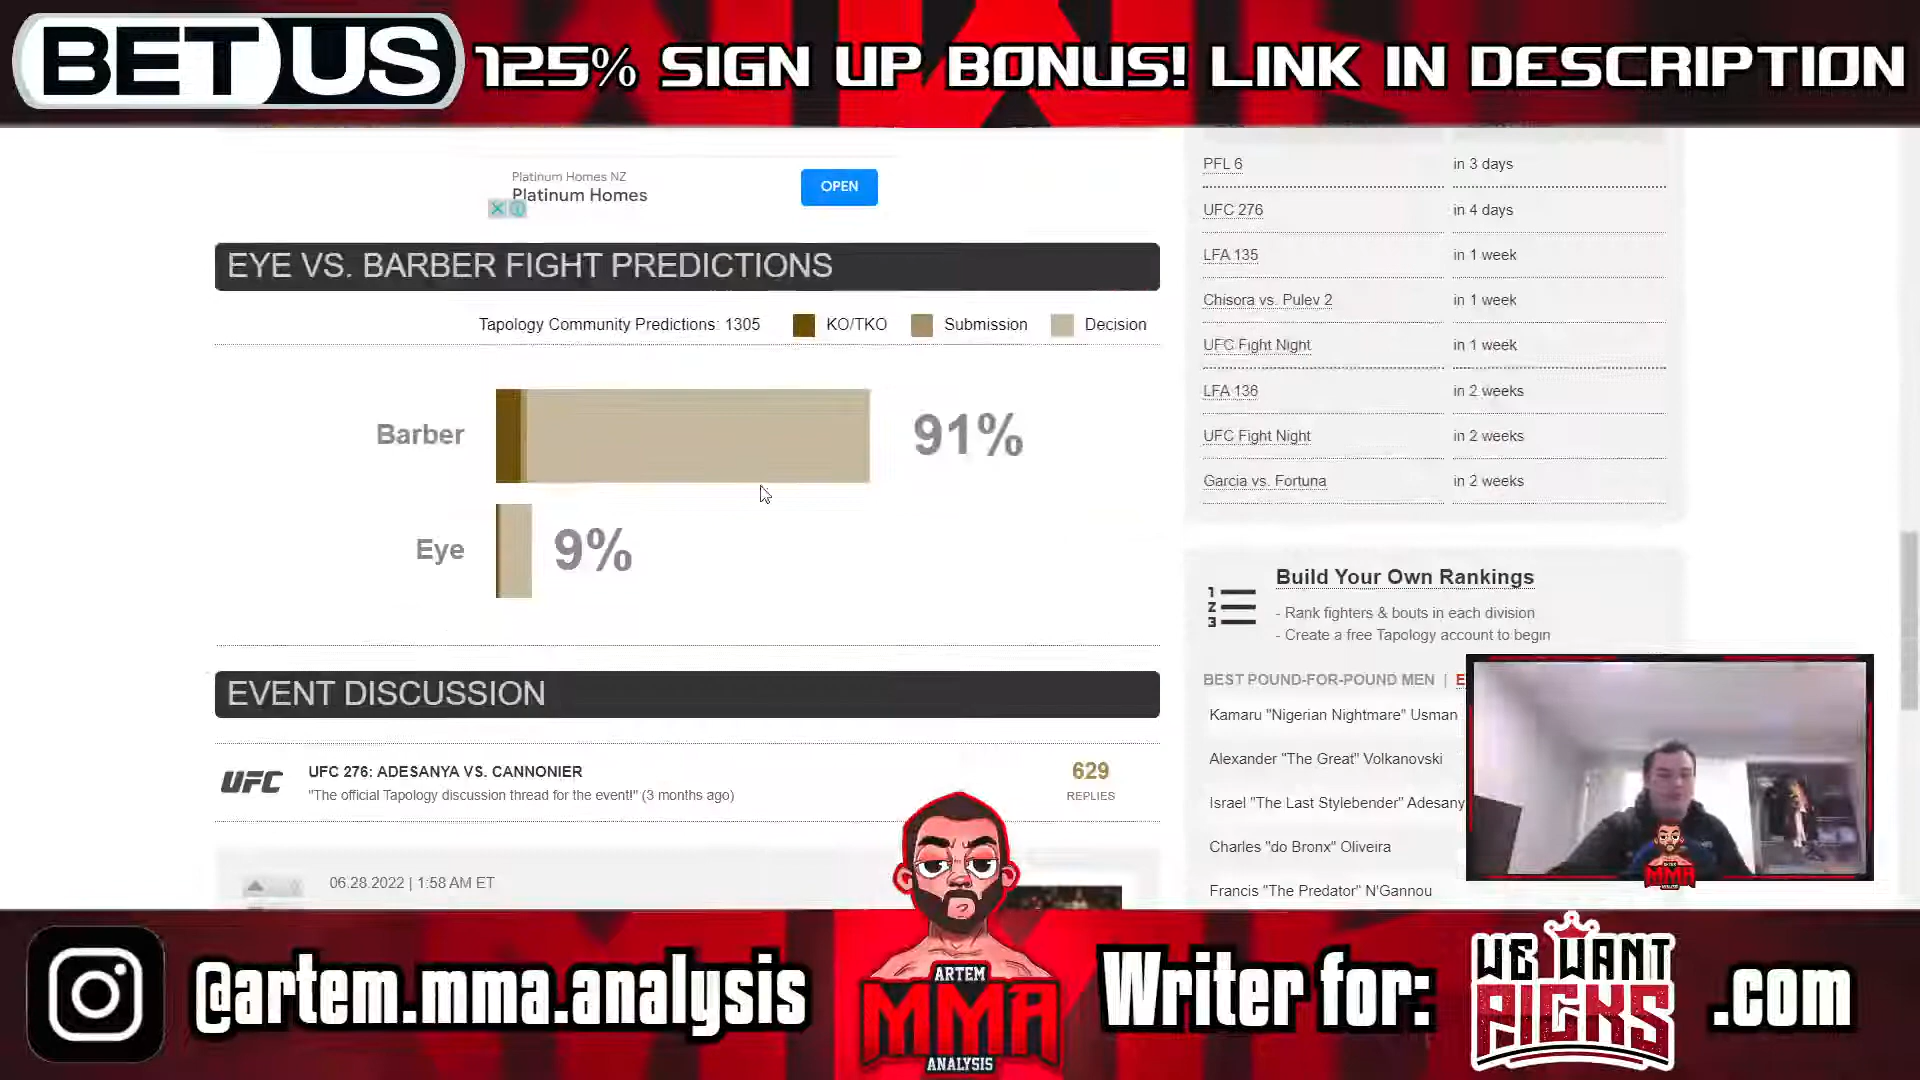 BETUS 125% SIGN UP BONUS! LINK IN DESCRIPTION
Platinum Homes NZ
Platinum Homes
OPEN
EYE VS. BARBER FIGHT PREDICTIONS
Tapology Community Predictions: 1305 KO/TKO Submission Decision
Barber 91%
Eye 9%
EVENT DISCUSSION
UFC
UFC 276: ADESANYA VS. CANNONIER
"The official Tapology discussion thread for the event!" (3 months ago)
629
REPLIES
06.28.2022 | 1:58 AM ET
PFL 6 in 3 days
UFC 276 in 4 days
LFA 135 in 1 week
Chisora vs. Pulev 2 in 1 week
UFC Fight Night in 1 week
LFA 136 in 2 weeks
UFC Fight Night in 2 weeks
Garcia vs. Fortuna in 2 weeks
1
2
3
Build Your Own Rankings
- Rank fighters & bouts in each division
- Create a free Tapology account to begin
BEST POUND-FOR-POUND MEN | E
Kamaru "Nigerian Nightmare" Usman
Alexander "The Great" Volkanovski
Israel "The Last Stylebender" Adesany
Charles "do Bronx" Oliveira
Francis "The Predator" N'Gannou
MMA
@artem.mma.analysis
ARTEM
MMA
ANALYSIS
Writer for:
WE WANT
PICKS
.com